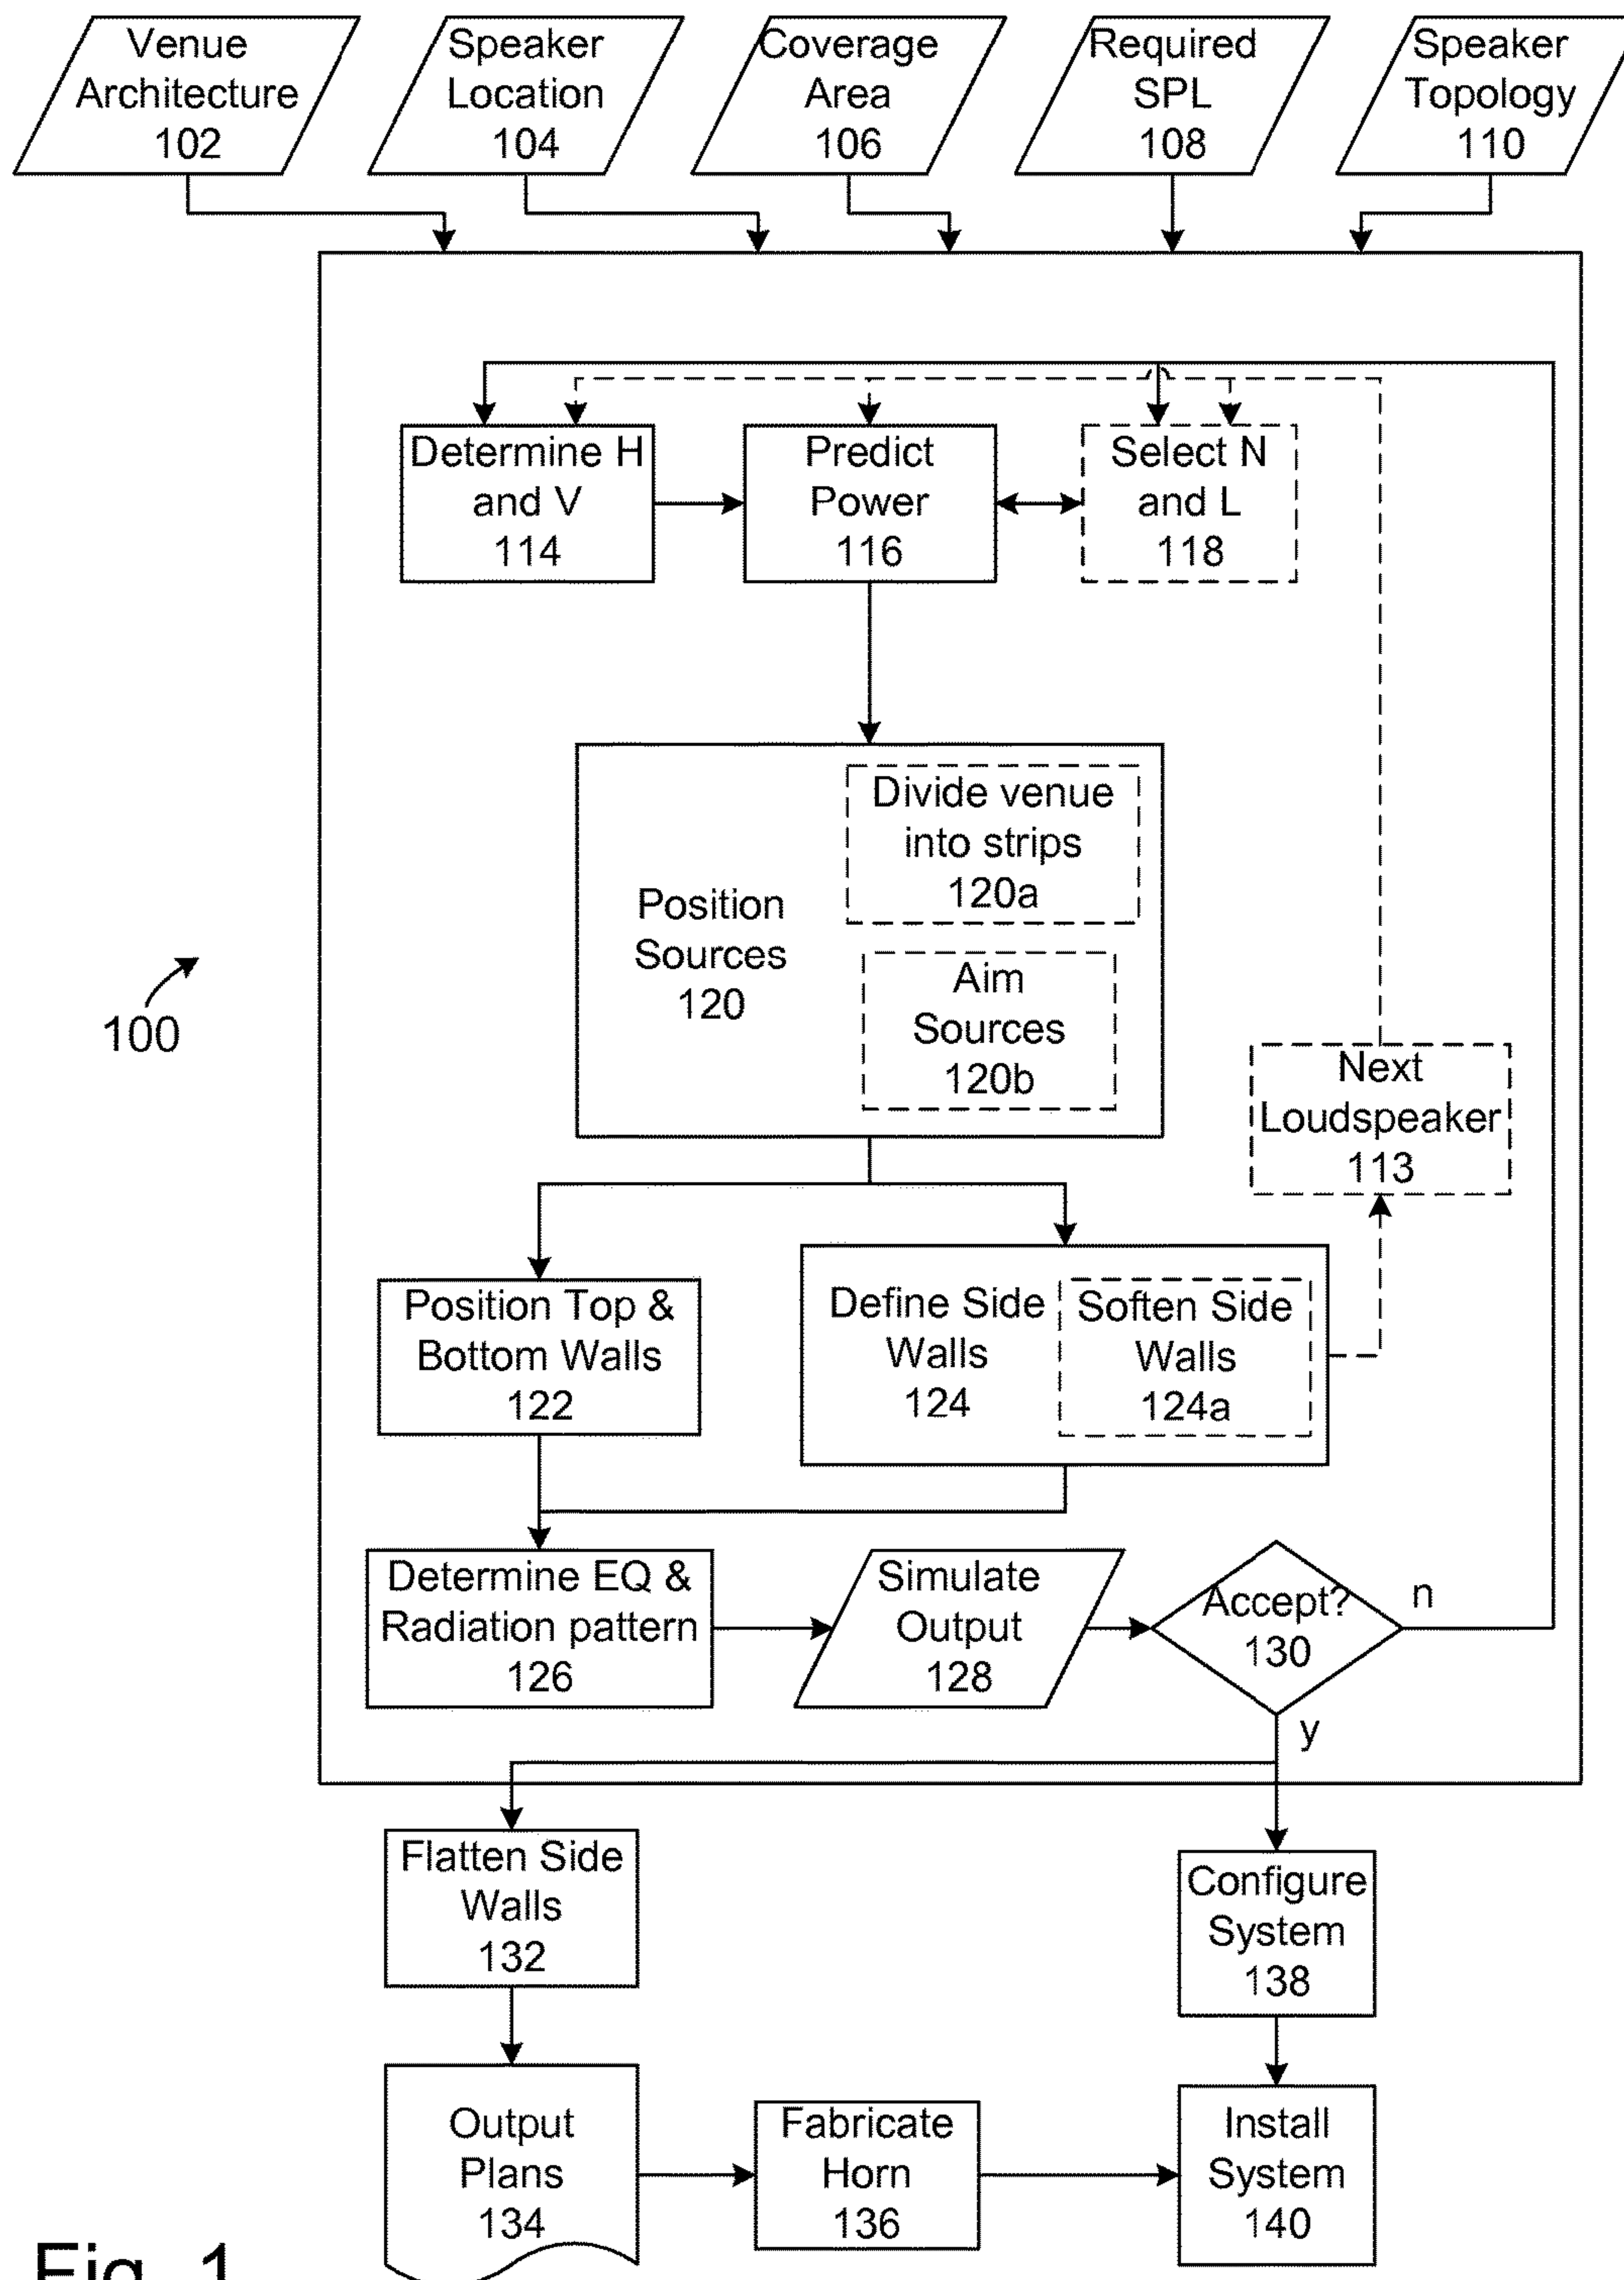 Venue
Architecture
102
Speaker
Location
104
Coverage
Area
106
Required
SPL
108
Speaker
Topology
110
Determine H
and V
114
Predict
Power
116
Select N
and L
118
Position
Sources
120
Divide venue
into strips
120a
Aim
Sources
120b
100
Next
Loudspeaker
113
Position Top &
Bottom Walls
122
Define Side
Walls
124
Soften Side
Walls
124a
Determine EQ &
Radiation pattern
126
Simulate
Output
128
Accept?
130
n
y
Flatten Side
Walls
132
Configure
System
138
Output
Plans
134
Fabricate
Horn
136
Install
System
140
Fig. 1